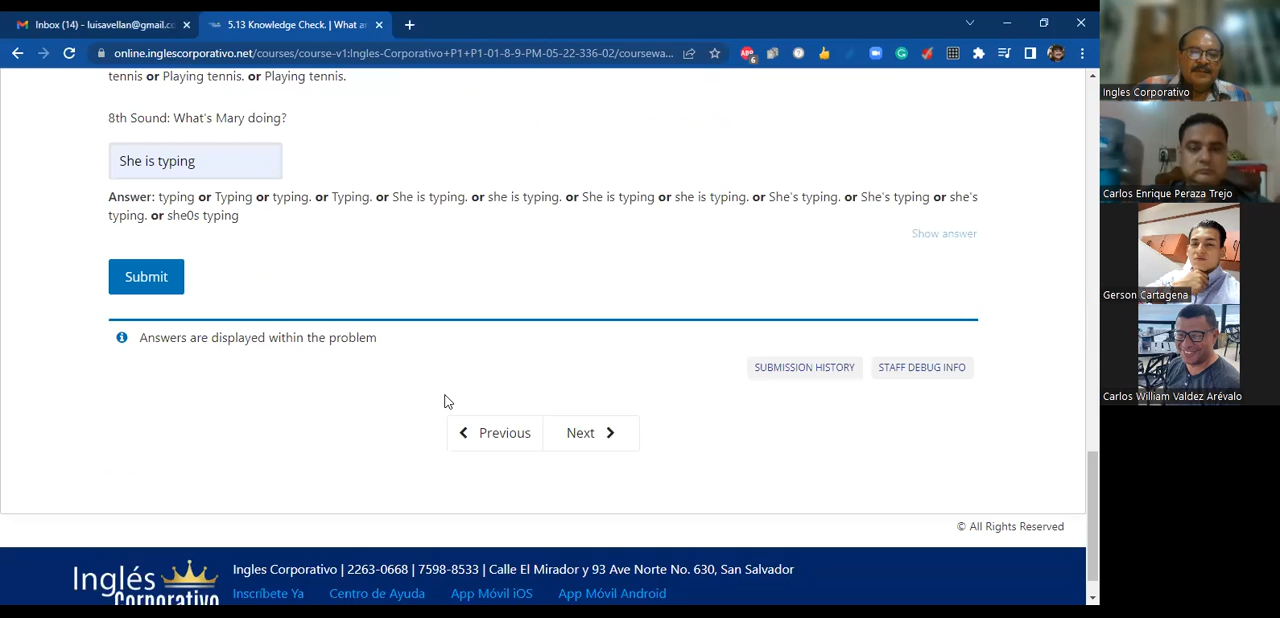 Inbox (14) - luisavellan@gmail.cc
5.13 Knowledge Check. | What ar
online.inglescorporativo.net/courses/course-v1:Ingles-Corporativo+P1+P1-01-8-9-PM-05-22-336-02/coursewa...
ABP
6
tennis or Playing tennis. or Playing tennis.
8th Sound: What's Mary doing?
She is typing
Answer: typing or Typing or typing. or Typing. or She is typing. or she is typing. or She is typing or she is typing. or She's typing. or She's typing or she's
typing. or she0s typing
Show answer
Submit
Answers are displayed within the problem
SUBMISSION HISTORY
STAFF DEBUG INFO
Previous
Next
© All Rights Reserved
Inglés
Corporativo
Ingles Corporativo | 2263-0668 | 7598-8533 | Calle El Mirador y 93 Ave Norte No. 630, San Salvador
Inscríbete Ya
Centro de Ayuda
App Móvil iOS
App Móvil Android
Ingles Corporativo
Carlos Enrique Peraza Trejo
Gerson Cartagena
Carlos William Valdez Arévalo